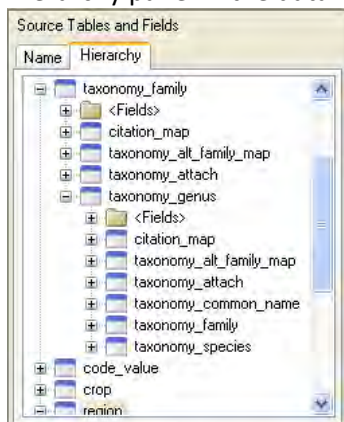 Source Tables and Fields
Name Hierarchy
taxonomy_family
<Fields>
citation_map
taxonomy_alt_family_map
taxonomy_attach
taxonomy_genus
<Fields>
citation_map
taxonomy_alt_family_map
taxonomy_attach
taxonomy_common_name
taxonomy_family
taxonomy_species
code_value
crop
region